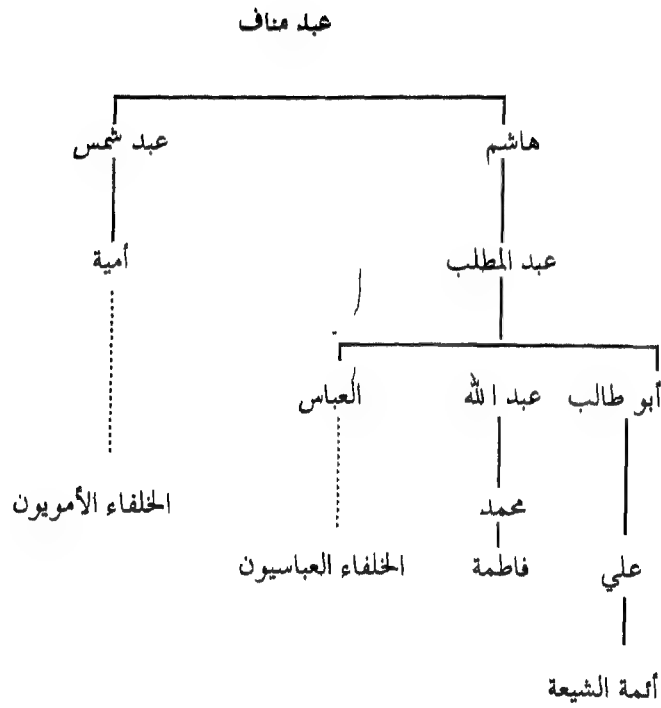 عبد مناف
هاشم
عبد شمس
عبد المطلب
أمية
أبو طالب
عبد الله
العباس
محمد
الخلفاء الأمويون
علي
فاطمة
الخلفاء العباسيون
أئمة الشيعة